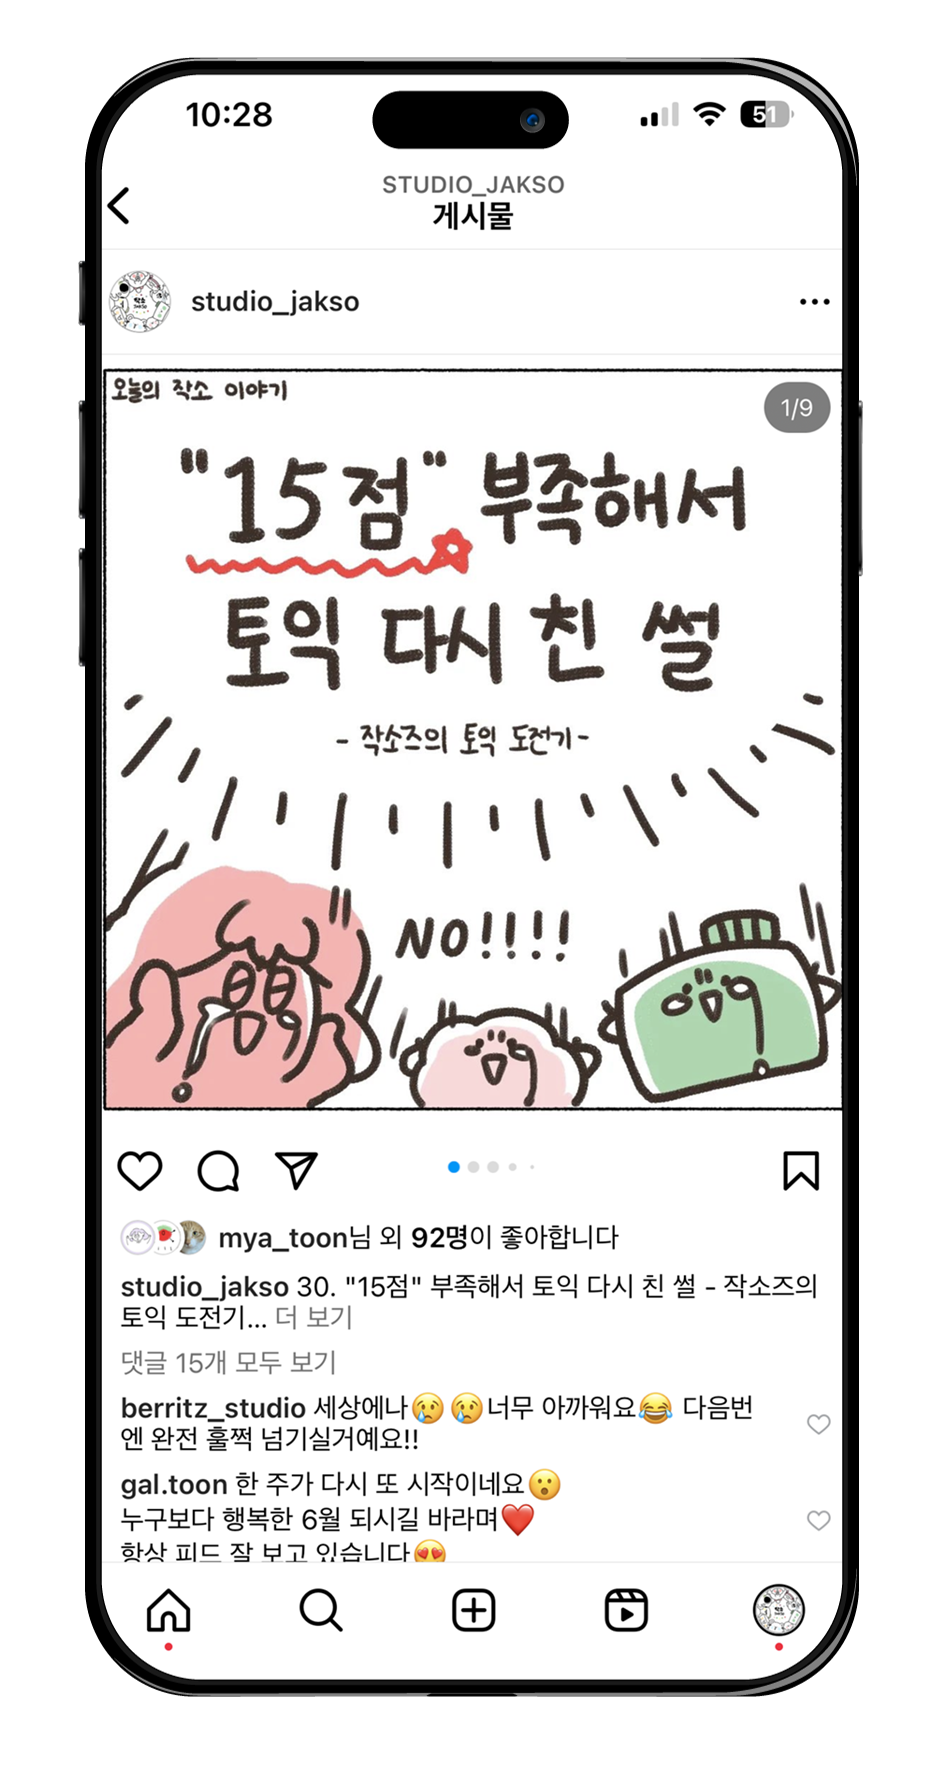 10:28
51
STUDIO_JAKSO
게시물
studio_jakso
오늘의 작소 이야기
1/9
"15점" 부족해서
토익 다시 친 썰
- 작소즈의 토익 도전기-
NO!!!!
mya_toon님 외 92명이 좋아합니다
studio_jakso 30. "15점" 부족해서 토익 다시 친 썰 - 작소즈의
토익 도전기... 더 보기
댓글 15개 모두 보기
berritz_studio 세상에나😢 😢너무 아까워요😂 다음번
엔 완전 훌쩍 넘기실거예요!!
gal.toon 한 주가 다시 또 시작이네요😮
누구보다 행복한 6월 되시길 바라며❤️
항상 피드 잘 보고 있습니다😍